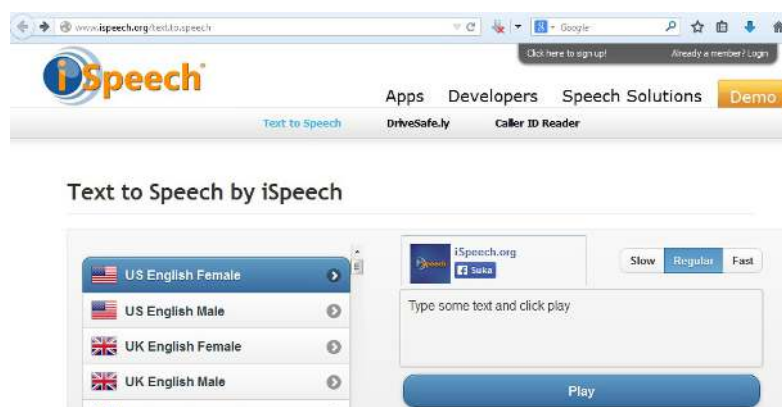 www.ispeech.org/text.to.speech
Google
Click here to sign up!
Already a member? Login
iSpeech
Apps Developers Speech Solutions Demo
Text to Speech DriveSafe.ly Caller ID Reader
Text to Speech by iSpeech
US English Female
US English Male
UK English Female
UK English Male
iSpeech.org
Suka
Slow Regular Fast
Type some text and click play
Play